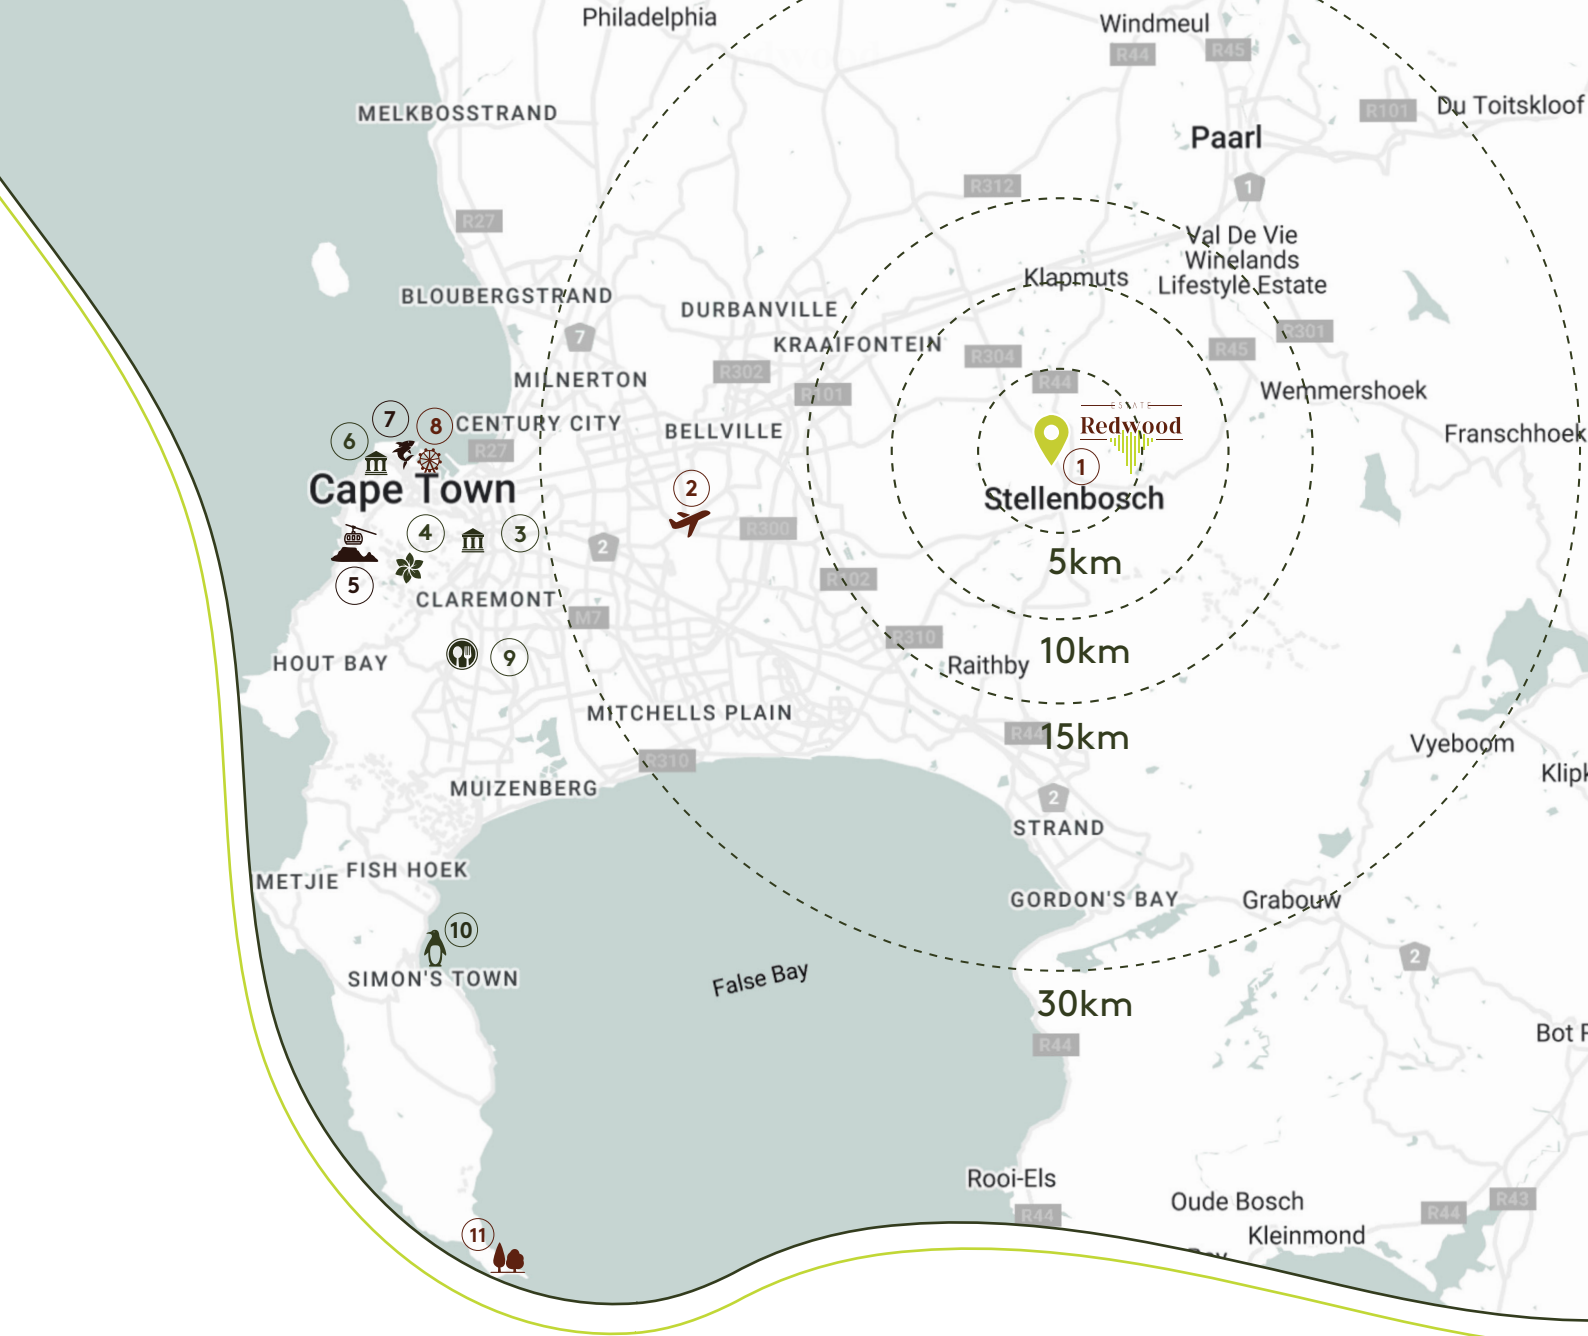 Philadelphia
Windmeul
R44
R45
MELKBOSSTRAND
R101
Du Toitskloof
Paarl
1
R312
R27
Val De Vie
Winelands
Lifestyle Estate
Klapmuts
BLOUBERGSTRAND
DURBANVILLE
7
KRAAIFONTEIN
R301
R304
R45
R302
MILNERTON
R101
R44
Wemmershoek
ESTATE
Redwood
7
8
CENTURY CITY
BELLVILLE
6
R27
Franschhoek
1
Cape Town
2
Stellenbosch
4
3
R300
2
5km
5
R102
CLAREMONT
M7
R310
10km
HOUT BAY
9
Raithby
MITCHELLS PLAIN
R44
15km
Vyeboom
R310
MUIZENBERG
2
STRAND
METJIE
FISH HOEK
GORDON'S BAY
Grabouw
10
SIMON'S TOWN
False Bay
2
30km
R44
Rooi-Els
Oude Bosch
R44
R43
R44
Kleinmond
11